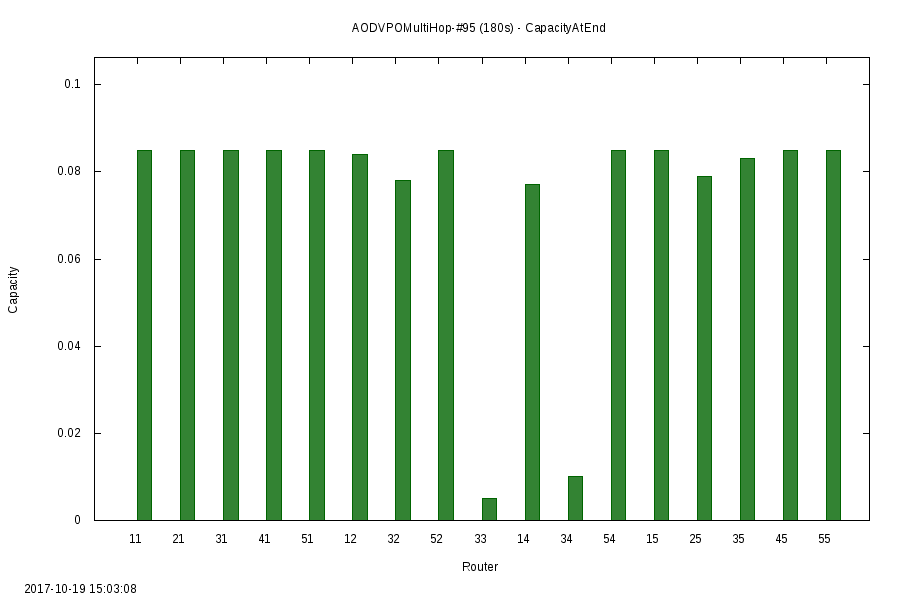 AODVPOMultiHop-#95 (180s) - CapacityAtEnd
0.1
0.08
0.06
0.04
0.02
0
Capacity
11 21 31 41 51 12 32 52 33 14 34 54 15 25 35 45 55
Router
2017-10-19 15:03:08